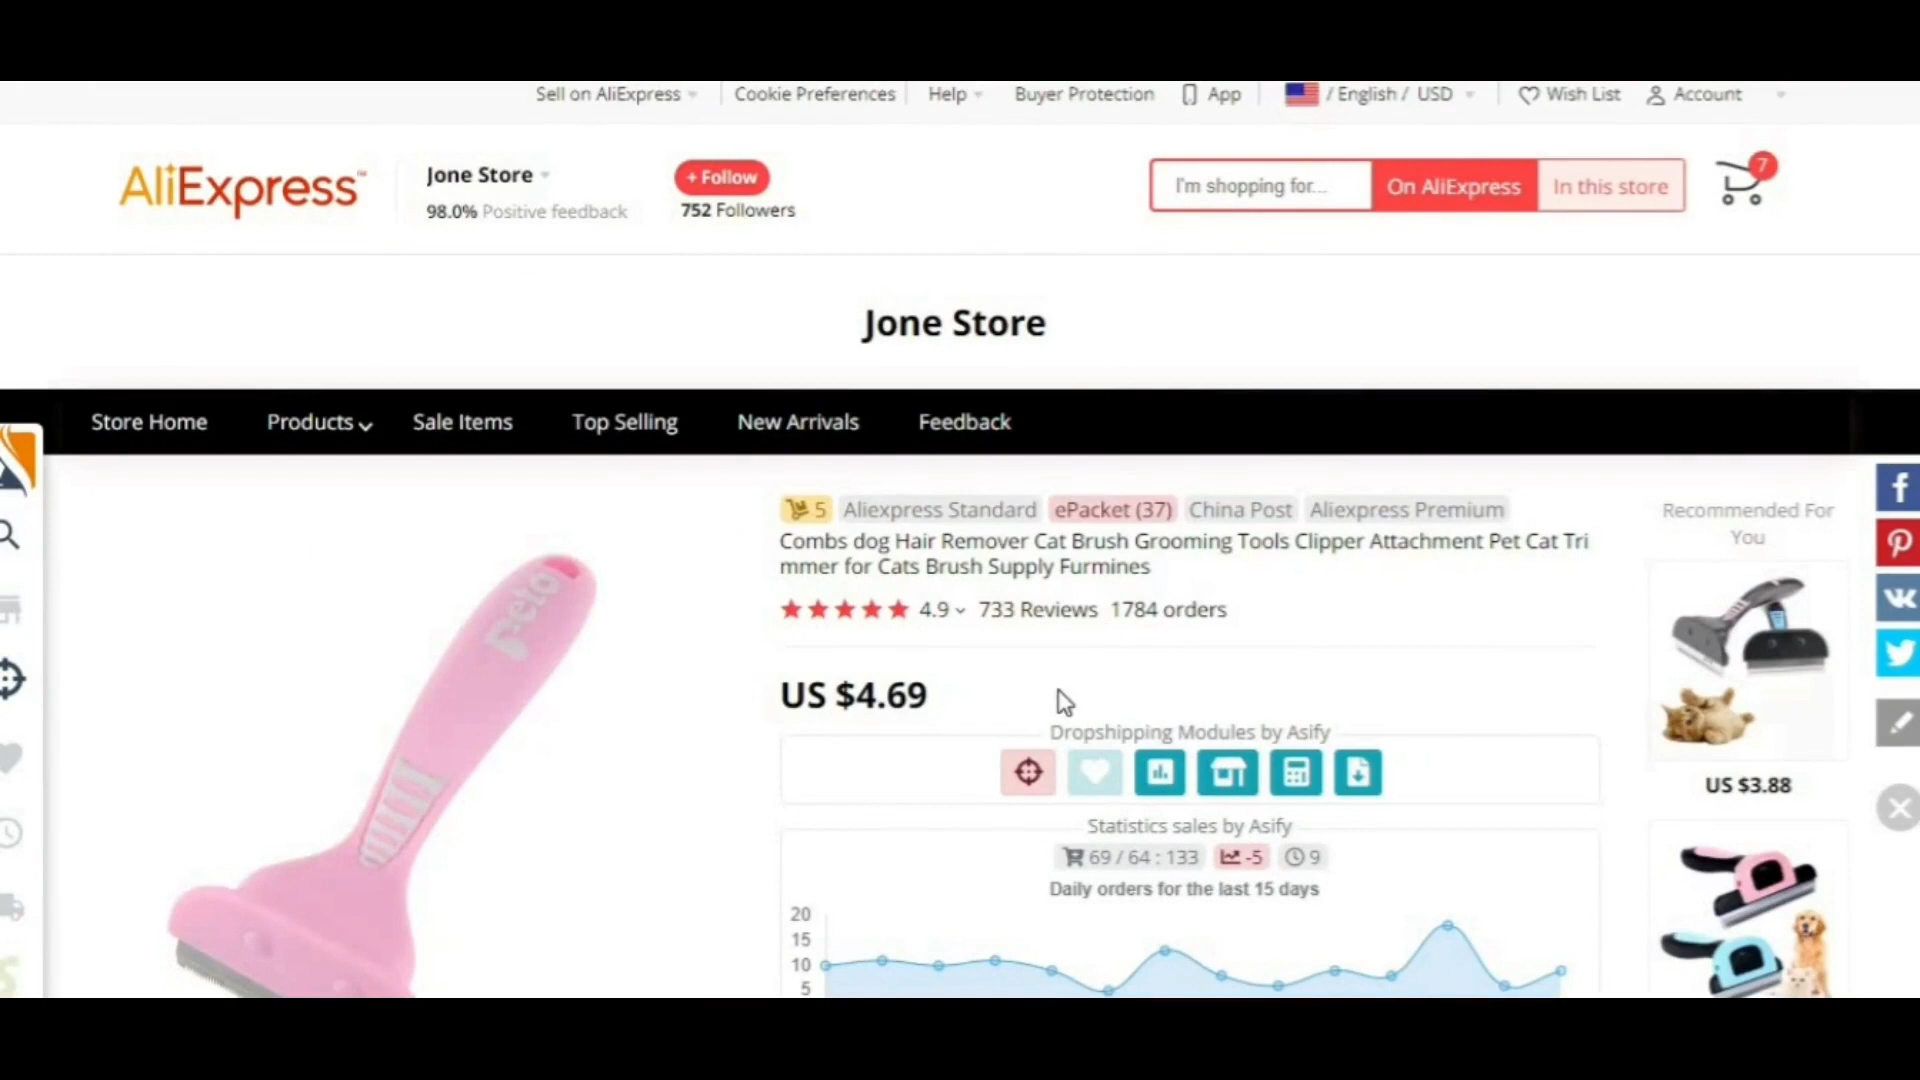 Sell on AliExpress Cookie Preferences Help Buyer Protection App / English / USD Wish List Account
AliExpress™ Jone Store + Follow I'm shopping for... On AliExpress In this store 7
98.0% Positive feedback 752 Followers
Jone Store
Store Home Products Sale Items Top Selling New Arrivals Feedback
5 Aliexpress Standard ePacket (37) China Post Aliexpress Premium
Combs dog Hair Remover Cat Brush Grooming Tools Clipper Attachment Pet Cat Tri
mmer for Cats Brush Supply Furmines
4.9 733 Reviews 1784 orders
US $4.69
Dropshipping Modules by Asify
Statistics sales by Asify
69 / 64 : 133 -5 9
Daily orders for the last 15 days
20
15
10
5
peto
Recommended For
You
US $3.88